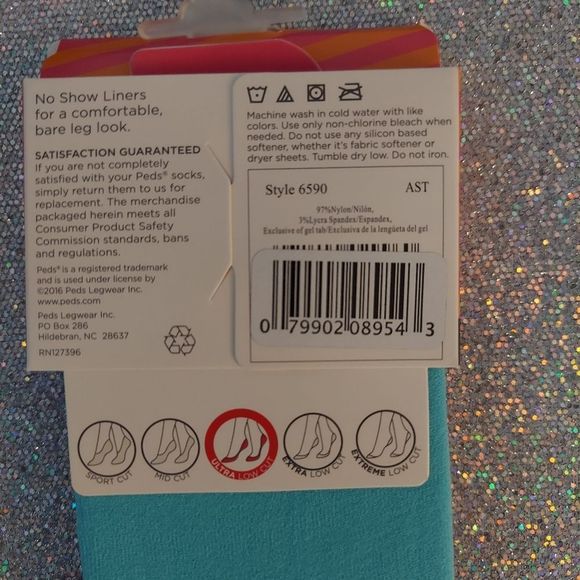 No Show Liners
for a comfortable,
bare leg look.
SATISFACTION GUARANTEED
If you are not completely
satisfied with your Peds® socks,
simply return them to us for
replacement. The merchandise
packaged herein meets all
Consumer Product Safety
Commission standards, bans
and regulations.
Peds® is a registered trademark
and is used under license by
©2016 Peds Legwear Inc.
www.peds.com
Peds Legwear Inc.
PO Box 286
Hildebran, NC 28637
RN127396
Machine wash in cold water with like
colors. Use only non-chlorine bleach when
needed. Do not use any silicon based
softener, whether it's fabric softener or
dryer sheets. Tumble dry low. Do not iron.
Style 6590 AST
97%Nylon/Nilón,
3%Lycra Spandex/Espandex,
Exclusive of gel tab/Exclusiva de la lengüeta del gel
0 79902 08954 3
SPORT CUT
MID CUT
ULTRA LOW CUT
EXTRA LOW CUT
EXTREME LOW CUT